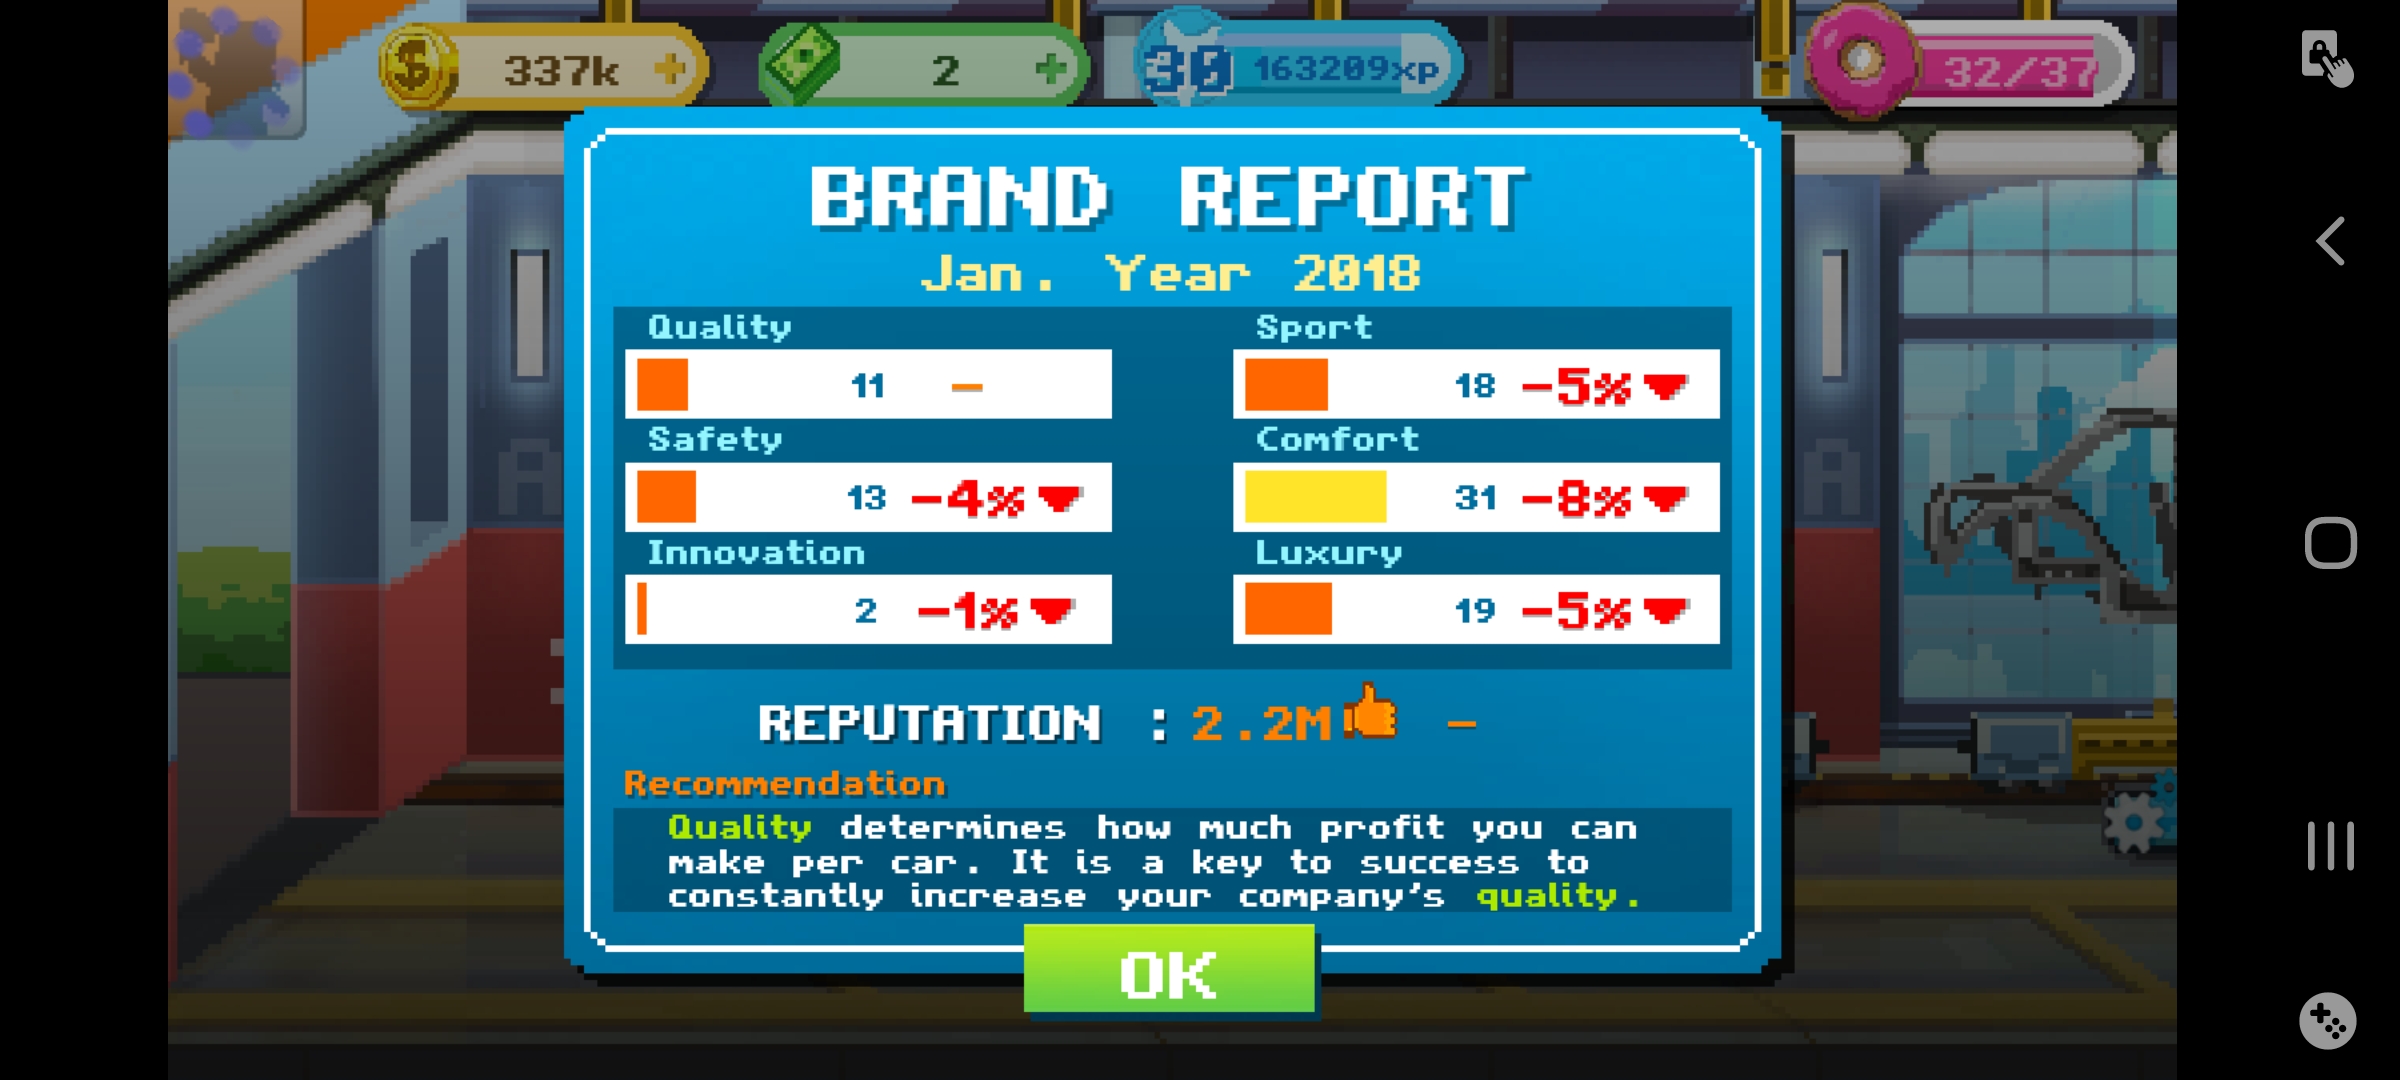 337k +
2 +
30 163209xp
32/37
BRAND REPORT
Jan. Year 2018
Quality
11 -
Sport
18 -5%
Safety
13 -4%
Comfort
31 -8%
Innovation
2 -1%
Luxury
19 -5%
REPUTATION : 2.2M -
Recommendation
Quality determines how much profit you can
make per car. It is a key to success to
constantly increase your company's quality.
OK
A
A